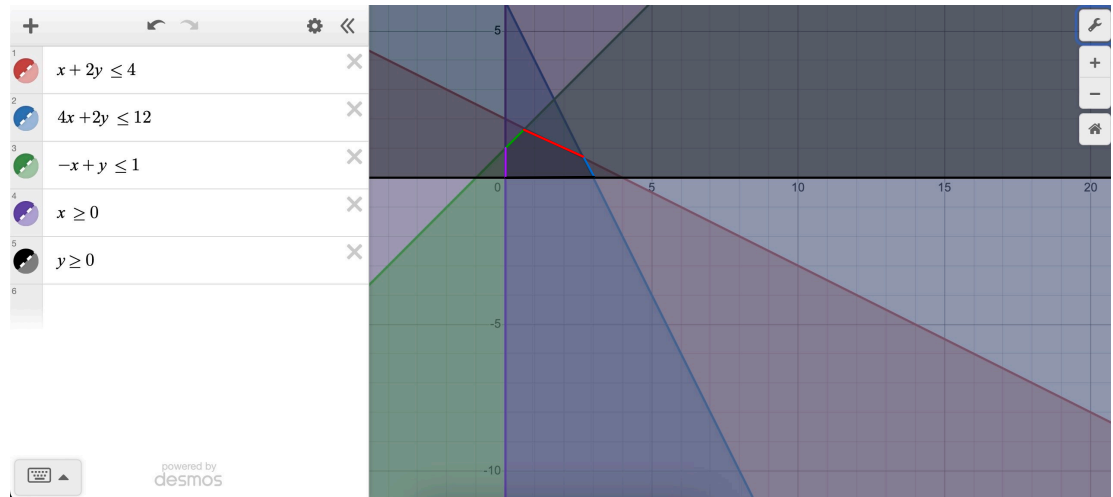 1
x + 2y ≤ 4
2
4x + 2y ≤ 12
3
−x + y ≤ 1
4
x ≥ 0
5
y ≥ 0
6
powered by
desmos
5
0
5
10
15
20
-5
-10